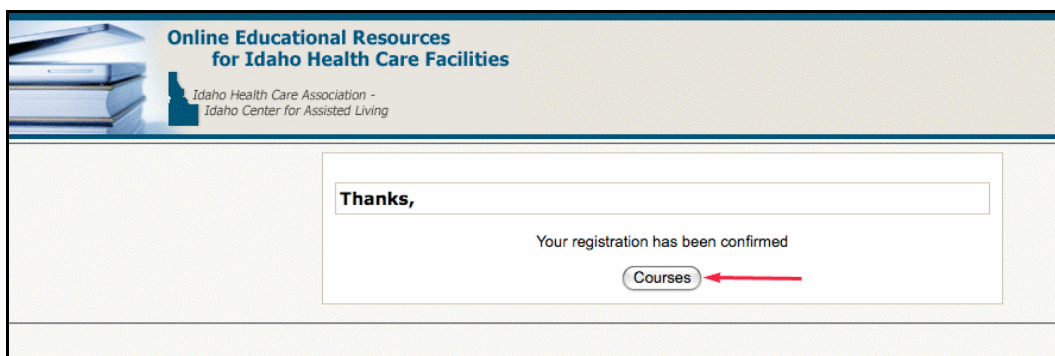 Online Educational Resources
for Idaho Health Care Facilities
Idaho Health Care Association -
Idaho Center for Assisted Living
Thanks,
Your registration has been confirmed
Courses